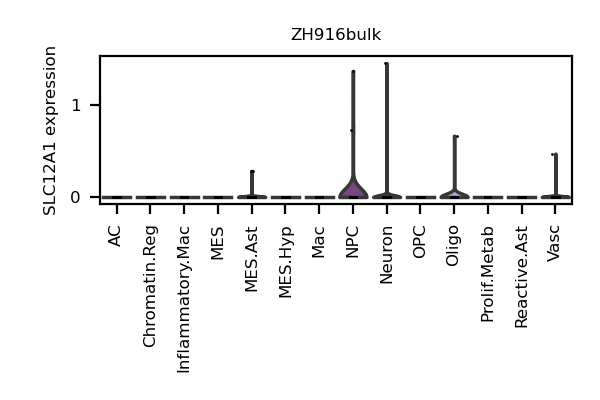 ZH916bulk
SLC12A1 expression
1
0
AC
Chromatin.Reg
Inflammatory.Mac
MES
MES.Ast
MES.Hyp
Mac
NPC
Neuron
OPC
Oligo
Prolif.Metab
Reactive.Ast
Vasc